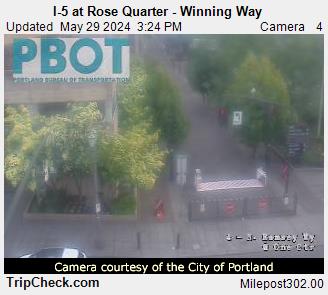 I-5 at Rose Quarter - Winning Way
Updated May 29 2024 3:24 PM Camera 4
PBOT
PORTLAND BUREAU OF TRANSPORTATION
Camera courtesy of the City of Portland
TripCheck.com Milepost302.00